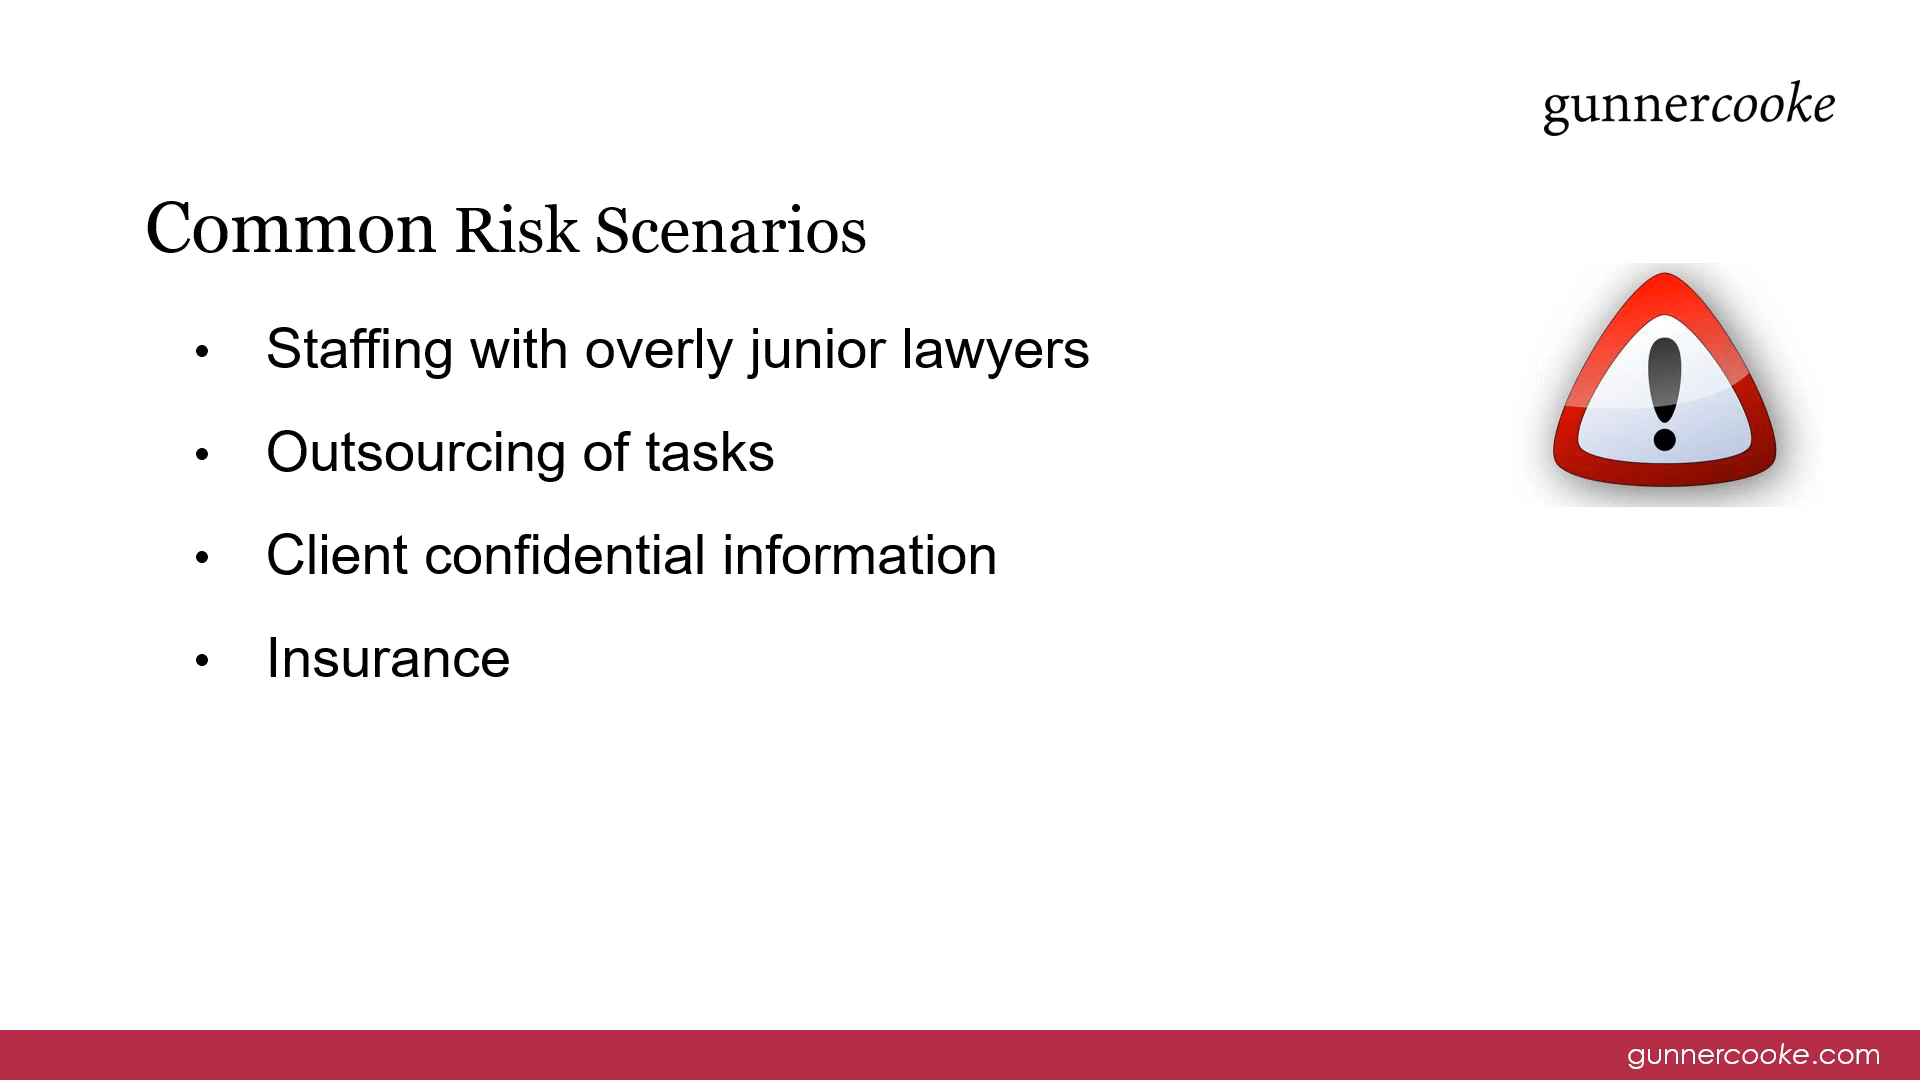 gunnercooke
Common Risk Scenarios
• Staffing with overly junior lawyers
• Outsourcing of tasks
• Client confidential information
• Insurance
gunnercooke.com